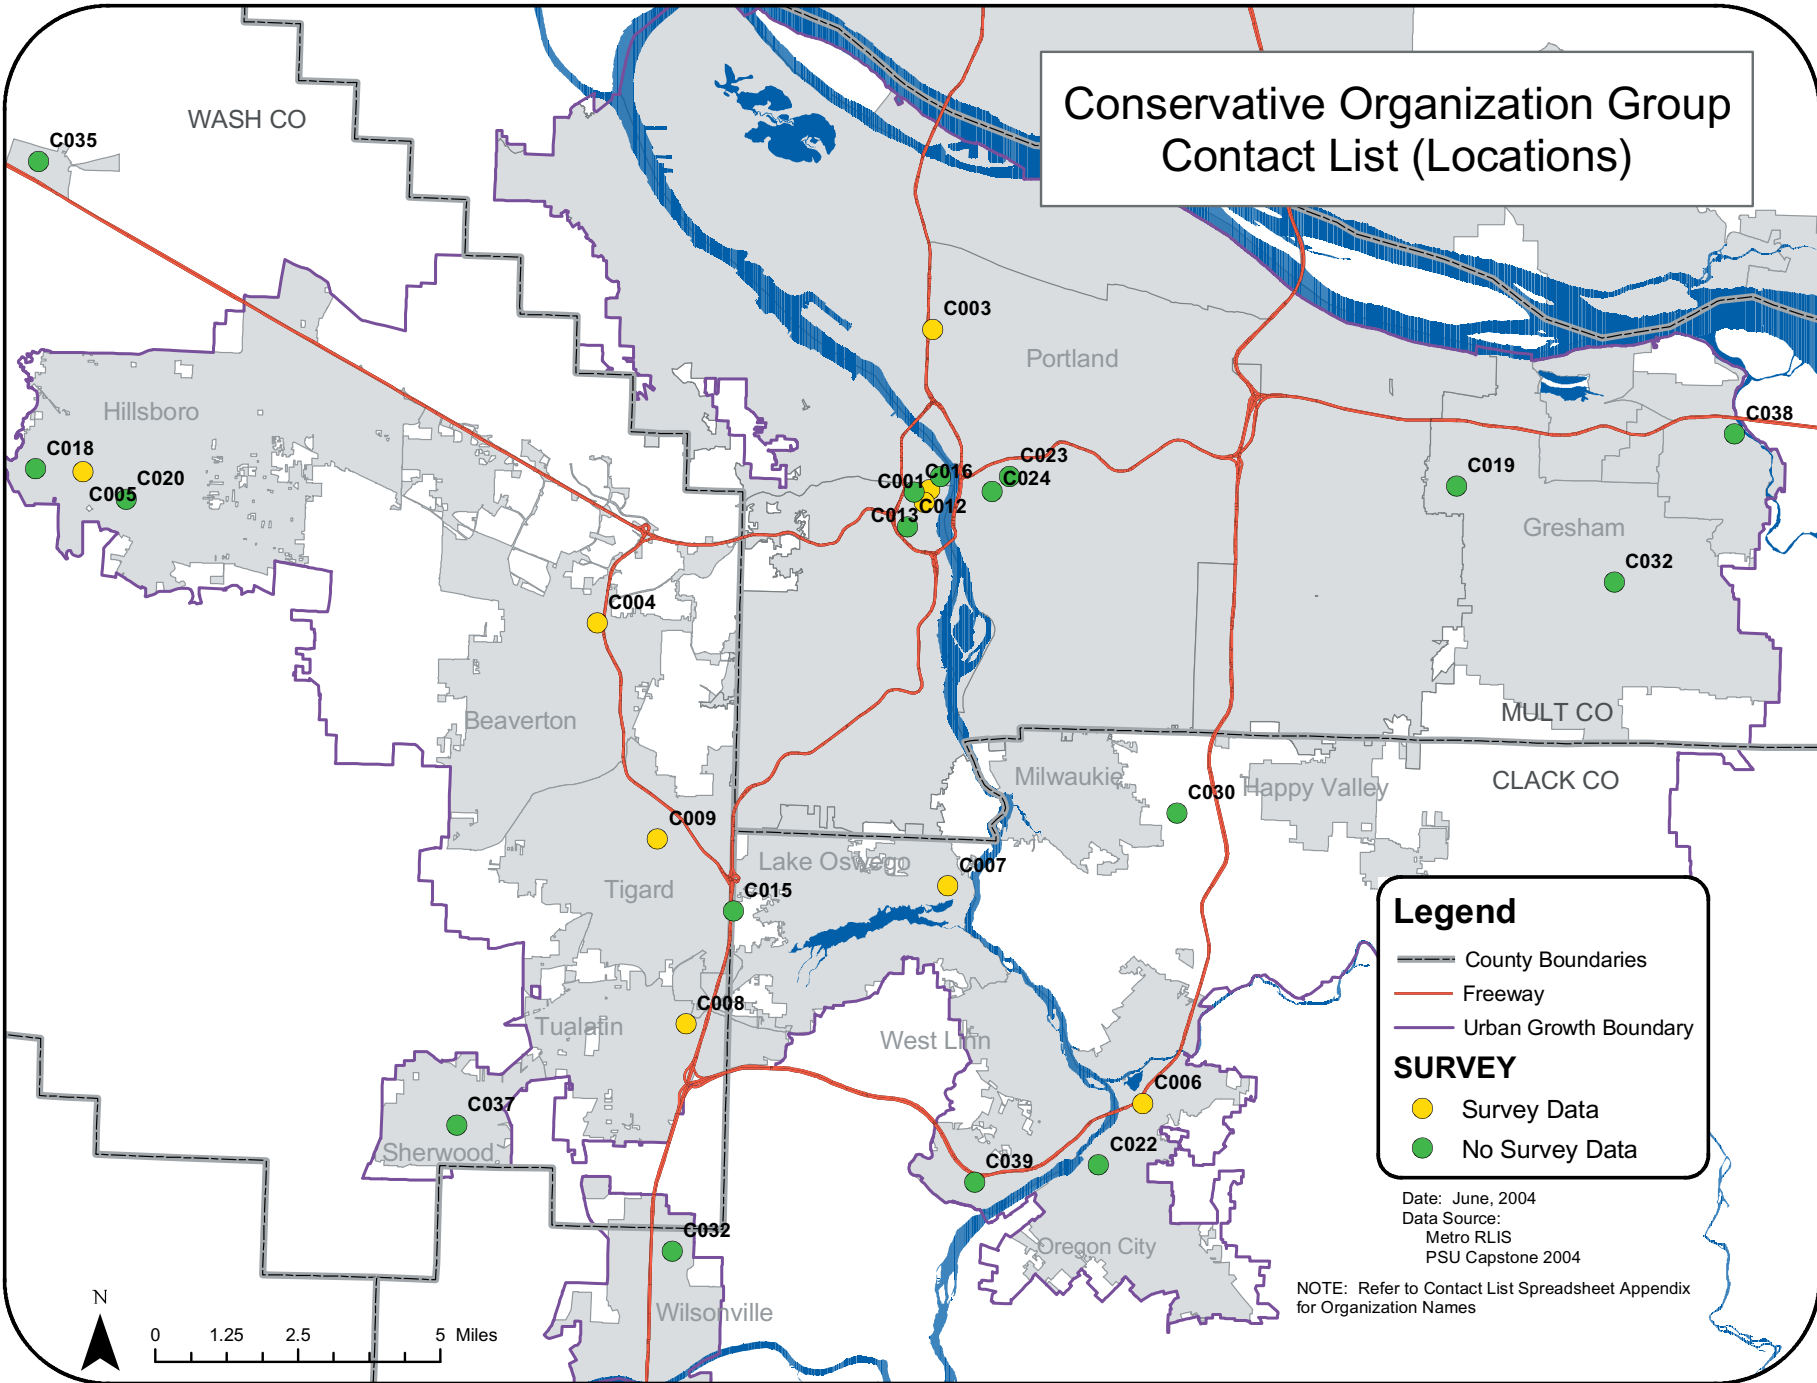 Conservative Organization Group
Contact List (Locations)
WASH CO
C035
C003
Portland
Hillsboro
C038
C018
C005
C020
C023
C016
C024
C001
C012
C013
C019
Gresham
C032
C004
Beaverton
MULT CO
Milwaukie
Happy Valley
CLACK CO
C030
C009
Lake Oswego
C007
Tigard
C015
Legend
County Boundaries
Freeway
Urban Growth Boundary
SURVEY
Survey Data
No Survey Data
C008
Tualatin
West Linn
C006
C037
Sherwood
C022
C039
C032
Oregon City
Wilsonville
Date: June, 2004
Data Source:
Metro RLIS
PSU Capstone 2004
NOTE: Refer to Contact List Spreadsheet Appendix
for Organization Names
N
0 1.25 2.5 5 Miles